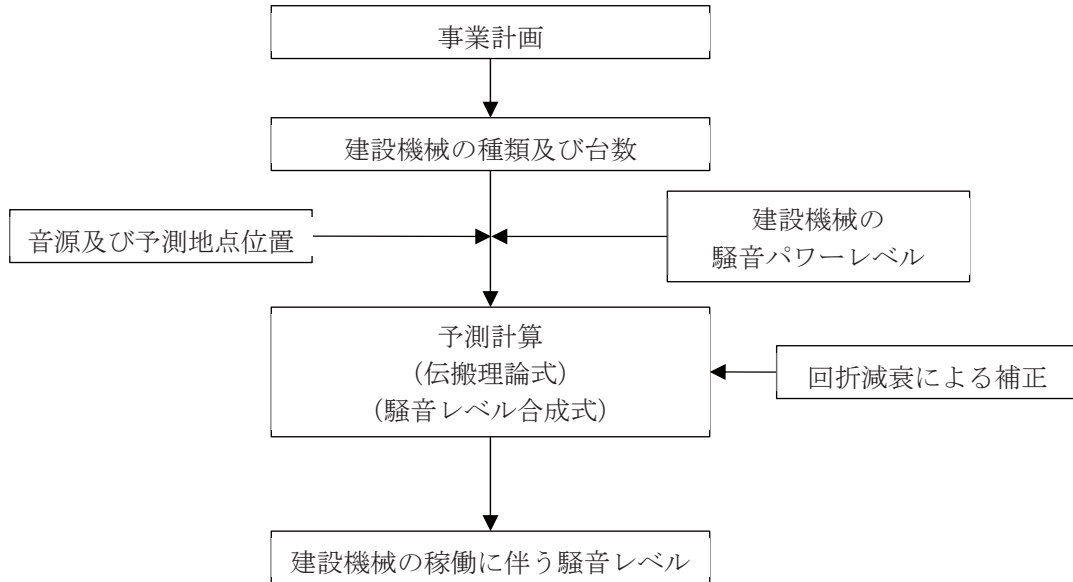 事業計画
建設機械の種類及び台数
音源及び予測地点位置
建設機械の
騒音パワーレベル
予測計算
(伝搬理論式)
(騒音レベル合成式)
回折減衰による補正
建設機械の稼働に伴う騒音レベル